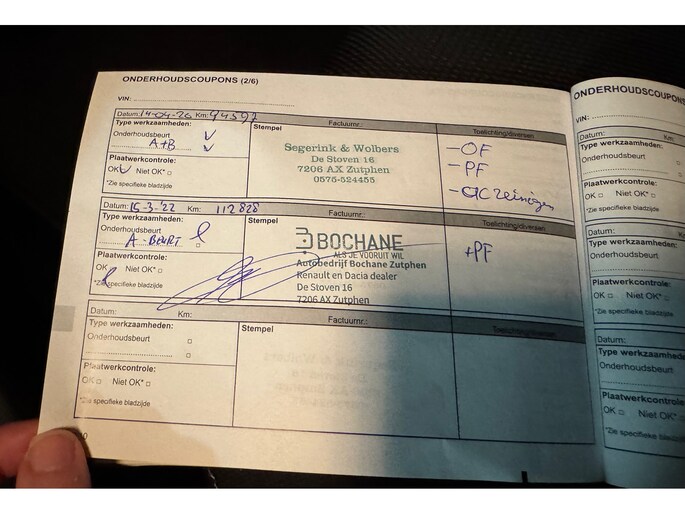 ONDERHOUDSCOUPONS (2/6)
VIN:
Datum: 14-04-20 Km: 94597
Factuurnr.:
Toelichting/diversen
Type werkzaamheden:
Onderhoudsbeurt
A+B
Plaatwerkcontrole:
OK Niet OK*
*Zie specifieke bladzijde
Stempel
Segerink & Wolbers
De Stoven 16
7206 AX Zutphen
0575-524455
-OF
-PF
-AC reinigen
Datum: 15-3-'22 Km: 112828
Factuurnr.:
Toelichting/diversen
Type werkzaamheden:
Onderhoudsbeurt
A-BEURT
Plaatwerkcontrole:
OK Niet OK*
*Zie specifieke bladzijde
Stempel
BOCHANE
ALS JE VOORUIT WIL
Autobedrijf Bochane Zutphen
Renault en Dacia dealer
De Stoven 16
7206 AX Zutphen
+PF
Datum: Km:
Factuurnr.:
Toelichting/diversen
Type werkzaamheden:
Onderhoudsbeurt
Plaatwerkcontrole:
OK Niet OK*
*Zie specifieke bladzijde
Stempel
ONDERHOUDSCOUPONS
VIN:
Datum:
Type werkzaamheden:
Onderhoudsbeurt
Plaatwerkcontrole:
OK Niet OK*
*Zie specifieke bladzijde
Datum:
Type werkzaamheden:
Onderhoudsbeurt
Plaatwerkcontrole:
OK Niet OK*
*Zie specifieke bladzijde
Datum:
Type werkzaamhede
Onderhoudsbeurt
Plaatwerkcontrole
OK Niet OK*
*Zie specifieke bladzijde